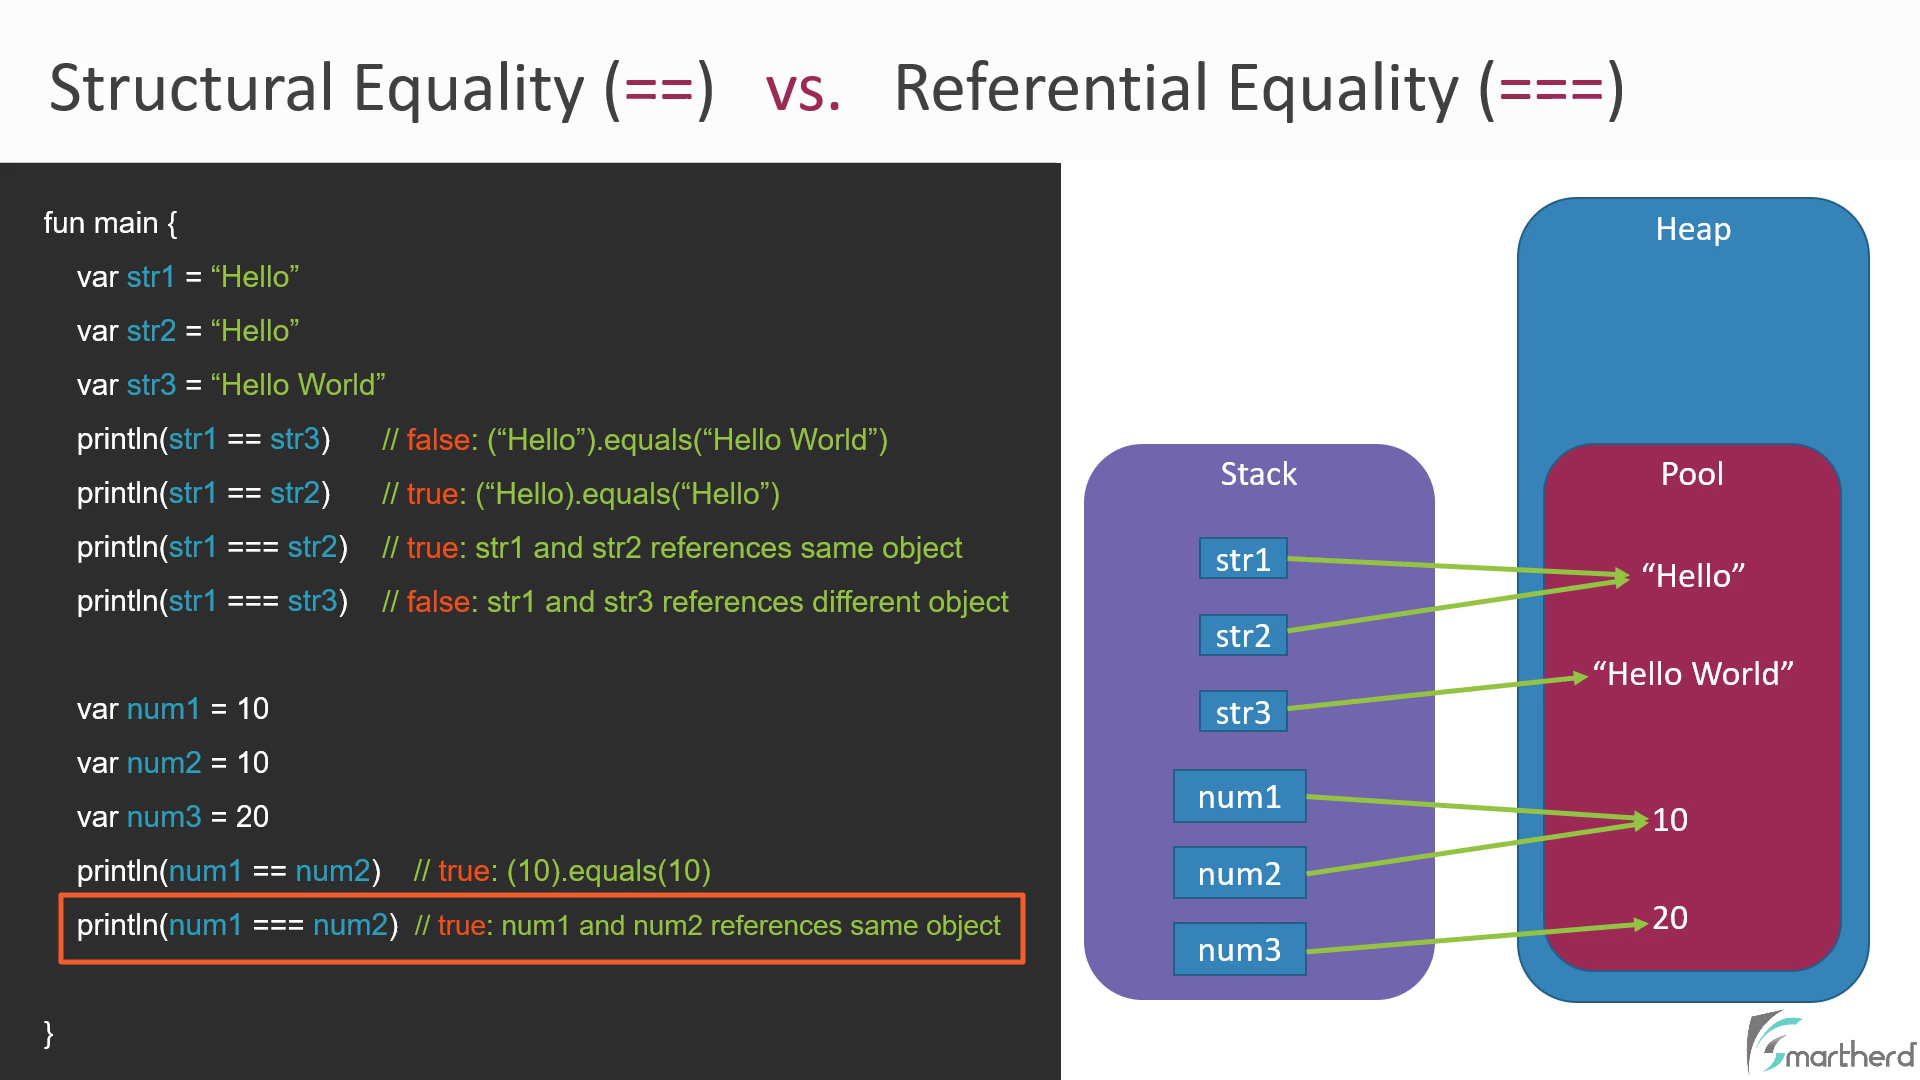 Structural Equality (==) vs. Referential Equality (===)
fun main {
var str1 = “Hello”
var str2 = “Hello”
var str3 = “Hello World”
println(str1 == str3) // false: (“Hello”).equals(“Hello World”)
println(str1 == str2) // true: (“Hello).equals(“Hello”)
println(str1 === str2) // true: str1 and str2 references same object
println(str1 === str3) // false: str1 and str3 references different object
var num1 = 10
var num2 = 10
var num3 = 20
println(num1 == num2) // true: (10).equals(10)
println(num1 === num2) // true: num1 and num2 references same object
}
Stack
str1
str2
str3
num1
num2
num3
Heap
Pool
“Hello”
“Hello World”
10
20
Smartherd